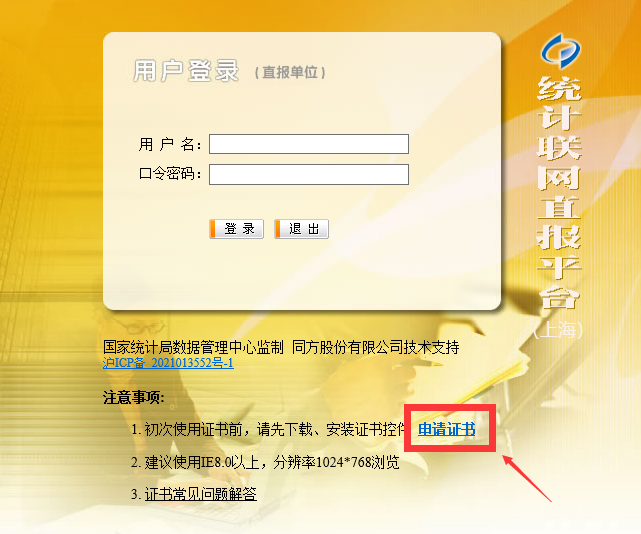 用户登录 (直报单位)
统计联网直报平台
(上海)
用 户 名：
口令密码：
登 录 退 出
国家统计局数据管理中心监制 同方股份有限公司技术支持
沪ICP备 2021013552号-1
注意事项:
1. 初次使用证书前，请先下载、安装证书控件 申请证书
2. 建议使用IE8.0以上，分辨率1024*768浏览
3. 证书常见问题解答